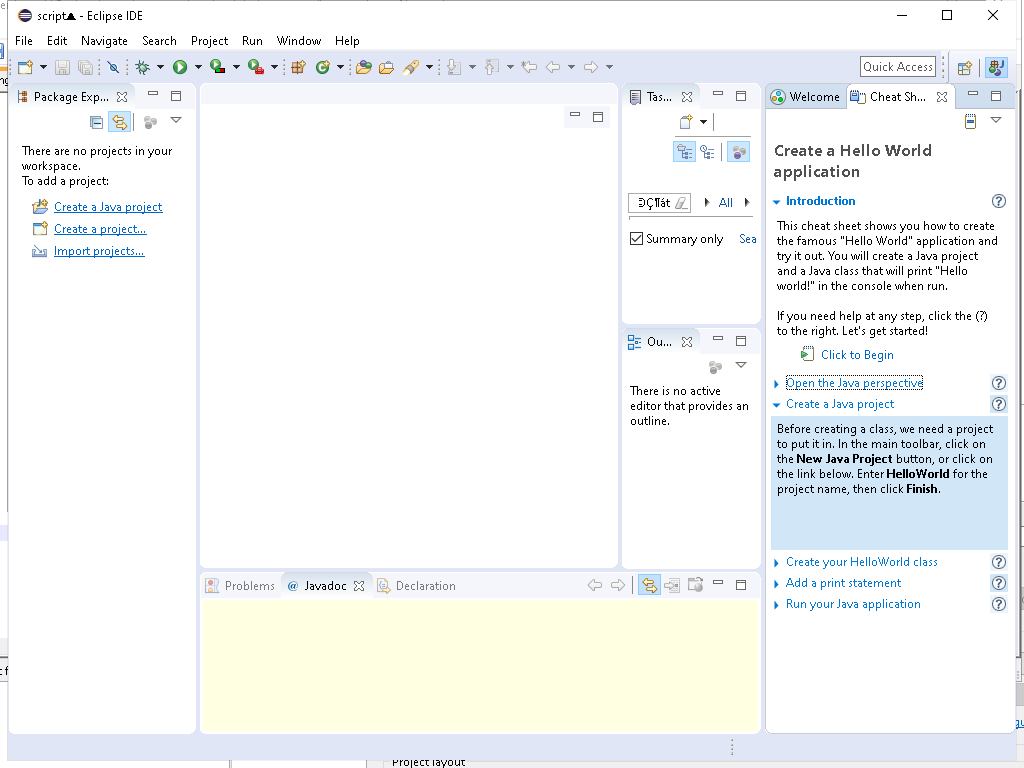 script▲ - Eclipse IDE
File Edit Navigate Search Project Run Window Help
Quick Access
Package Exp...
There are no projects in your
workspace.
To add a project:
Create a Java project
Create a project...
Import projects...
Tas...
All
Summary only Sea
Ou...
There is no active
editor that provides an
outline.
Problems @ Javadoc Declaration
Welcome Cheat Sh...
Create a Hello World
application
Introduction
This cheat sheet shows you how to create
the famous "Hello World" application and
try it out. You will create a Java project
and a Java class that will print "Hello
world!" in the console when run.
If you need help at any step, click the (?)
to the right. Let's get started!
Click to Begin
Open the Java perspective
Create a Java project
Before creating a class, we need a project
to put it in. In the main toolbar, click on
the New Java Project button, or click on
the link below. Enter HelloWorld for the
project name, then click Finish.
Create your HelloWorld class
Add a print statement
Run your Java application
Project layout